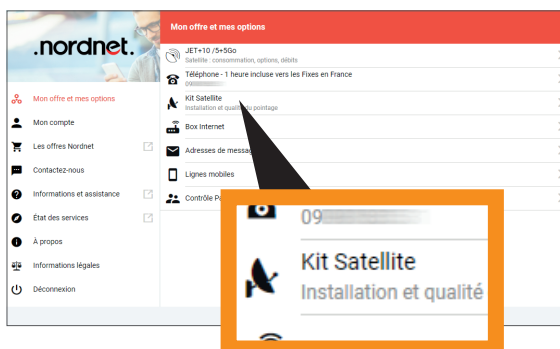 .nordnet.
Mon offre et mes options
Mon compte
Les offres Nordnet
Contactez-nous
Informations et assistance
État des services
À propos
Informations légales
Déconnexion
Mon offre et mes options
JET+10 /5+5Go
Satellite : consommation, options, débits
Téléphone - 1 heure incluse vers les Fixes en France
09
Kit Satellite
Installation et qualité du pointage
Box Internet
Adresses de
Lignes mobiles
Contrôle
09
Kit Satellite
Installation et qualité